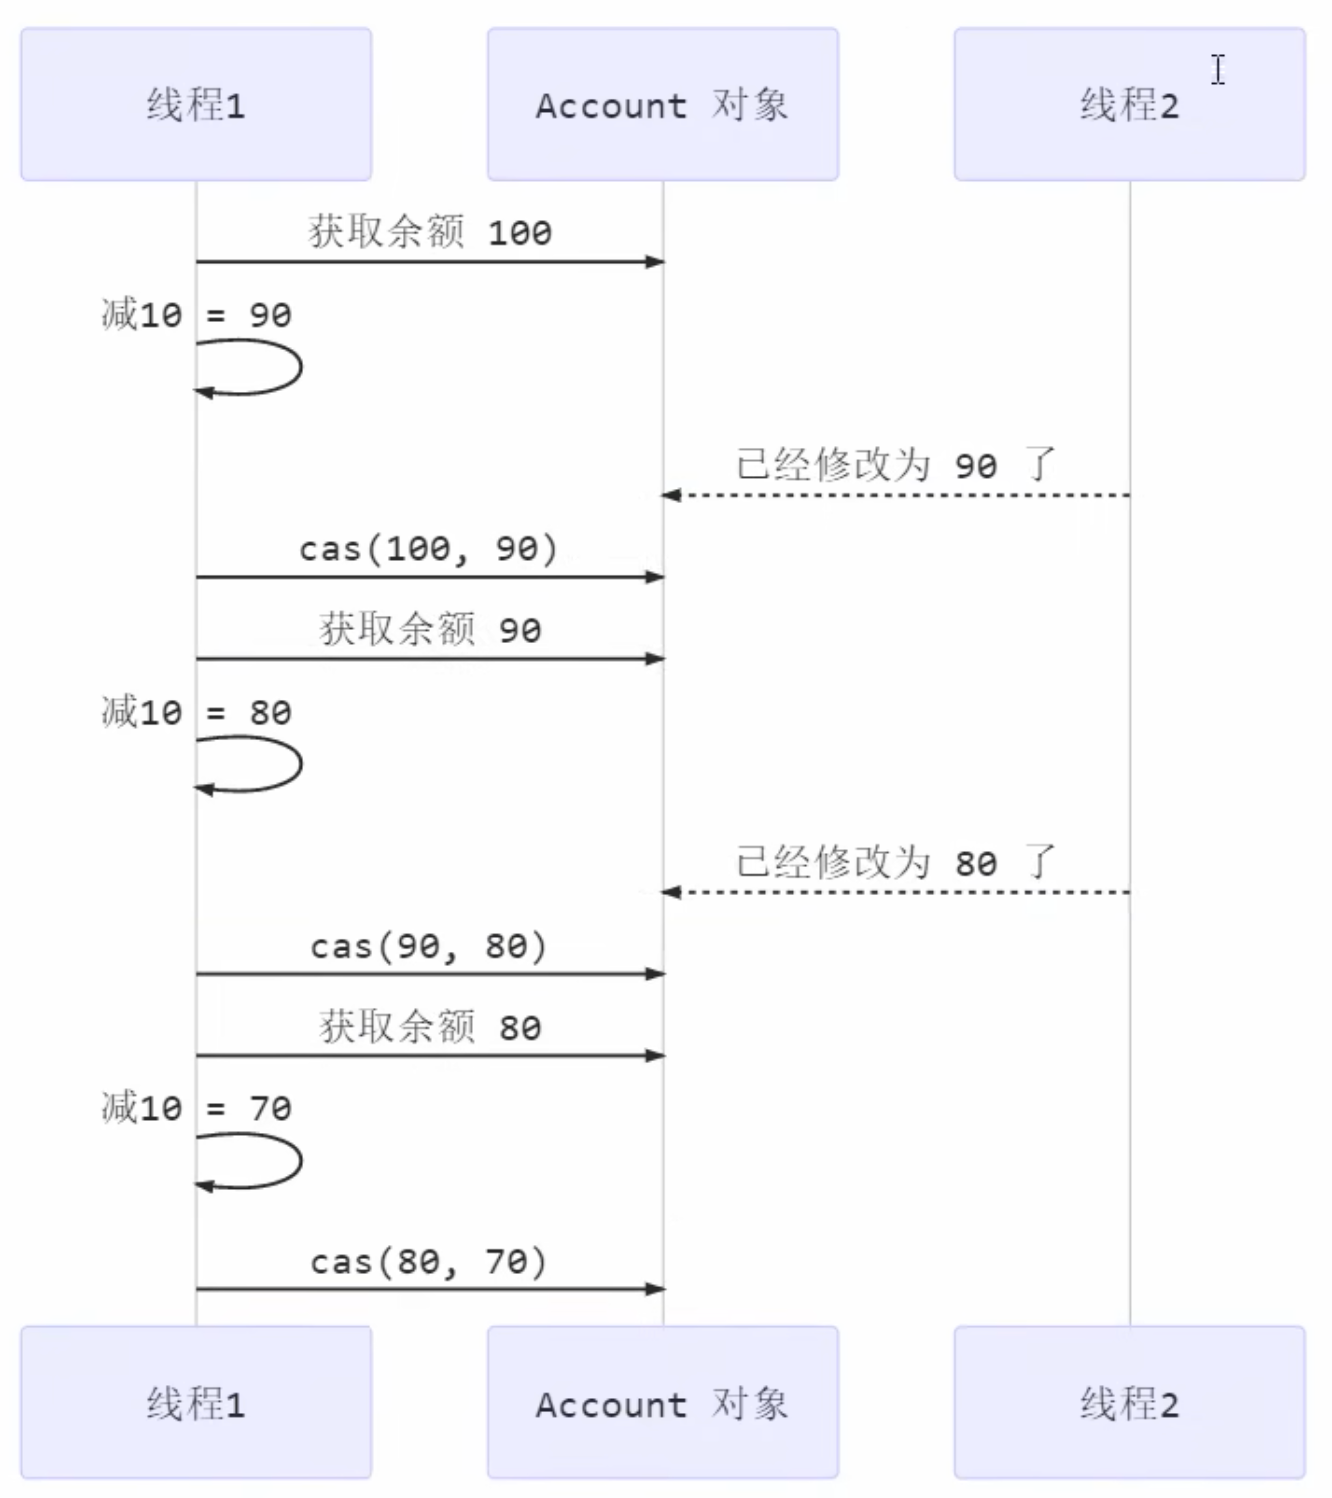 线程1
Account 对象
线程2
获取余额 100
减10 = 90
已经修改为 90 了
cas(100, 90)
获取余额 90
减10 = 80
已经修改为 80 了
cas(90, 80)
获取余额 80
减10 = 70
cas(80, 70)
线程1
Account 对象
线程2